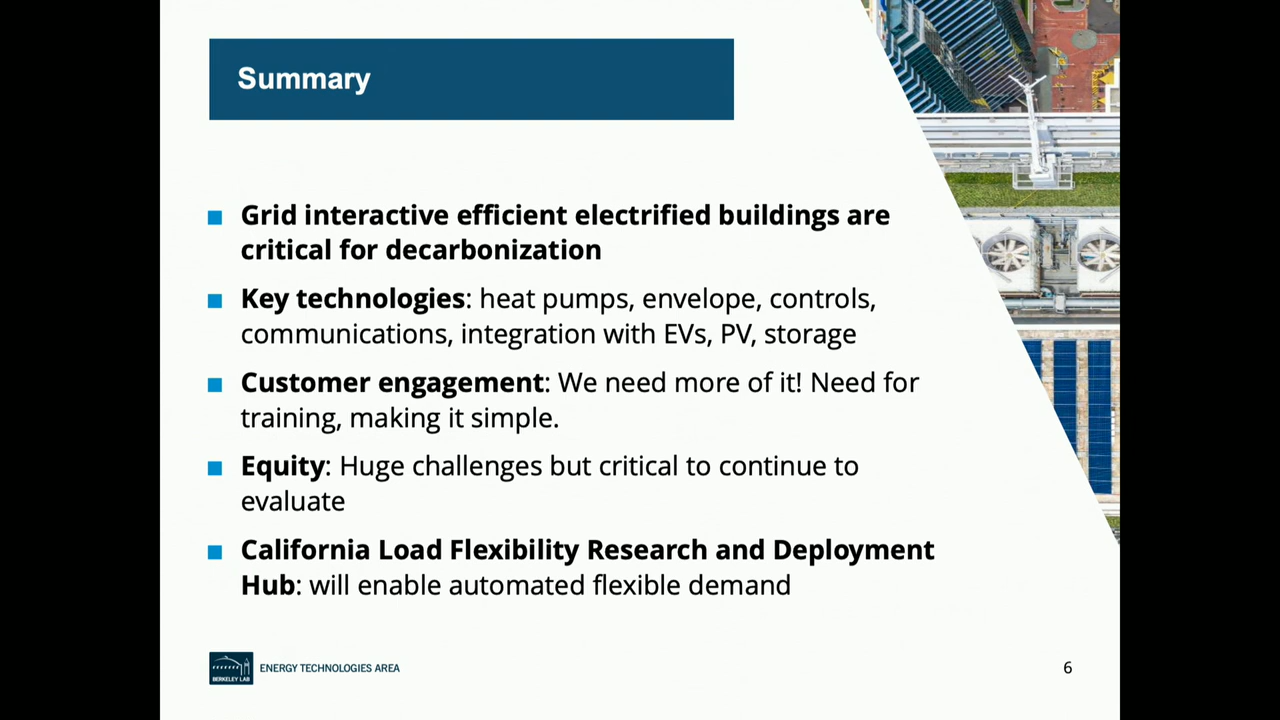 Summary
Grid interactive efficient electrified buildings are
critical for decarbonization
Key technologies: heat pumps, envelope, controls,
communications, integration with EVs, PV, storage
Customer engagement: We need more of it! Need for
training, making it simple.
Equity: Huge challenges but critical to continue to
evaluate
California Load Flexibility Research and Deployment
Hub: will enable automated flexible demand
BERKELEY LAB
ENERGY TECHNOLOGIES AREA
6